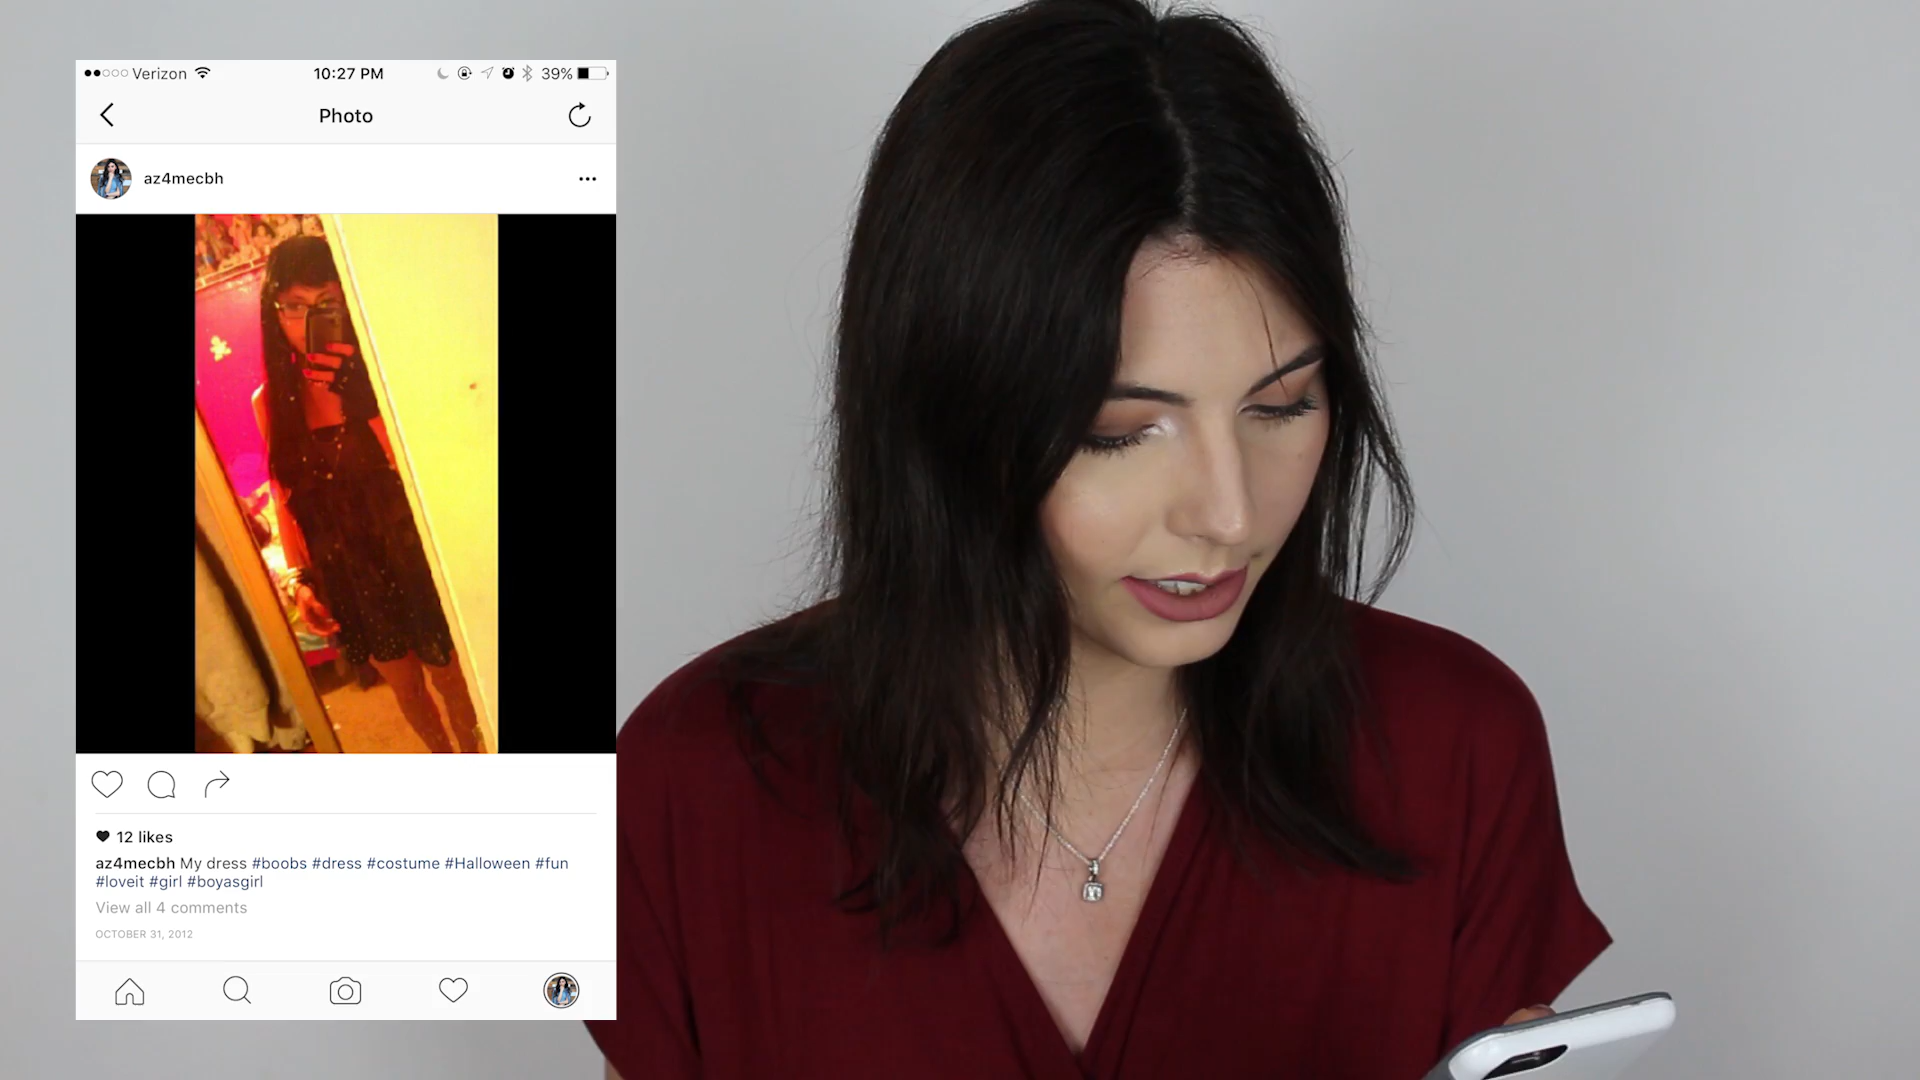 Verizon 10:27 PM 39%
Photo
az4mecbh
12 likes
az4mecbh My dress #boobs #dress #costume #Halloween #fun
#loveit #girl #boyasgirl
View all 4 comments
OCTOBER 31, 2012